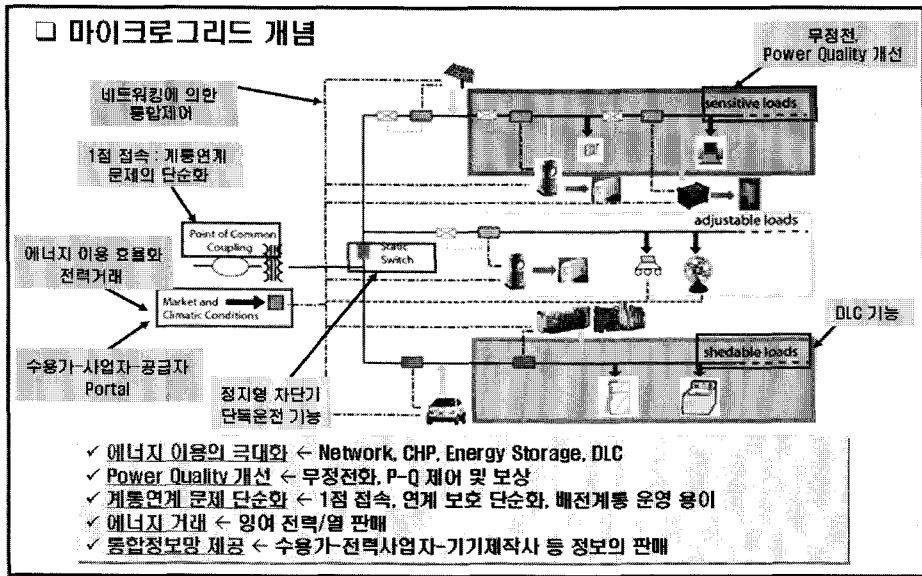 ❑ 마이크로그리드 개념
무정전,
Power Quality 개선
네트워킹에 의한
통합제어
sensitive loads
1점 접속 : 계통연계
문제의 단순화
Point of Common
Coupling
adjustable loads
Static
Switch
에너지 이용 효율화
전력거래
Market and
Climatic Conditions
DLC 기능
shedable loads
수용가-사업자-공급자
Portal
정지형 차단기
단독운전 기능
✓ 에너지 이용의 극대화 ← Network, CHP, Energy Storage, DLC
✓ Power Quality 개선 ← 무정전화, P-Q 제어 및 보상
✓ 계통연계 문제 단순화 ← 1점 접속, 연계 보호 단순화, 배전계통 운영 용이
✓ 에너지 거래 ← 잉여 전력/열 판매
✓ 통합정보망 제공 ← 수용가-전력사업자-기기제작사 등 정보의 판매